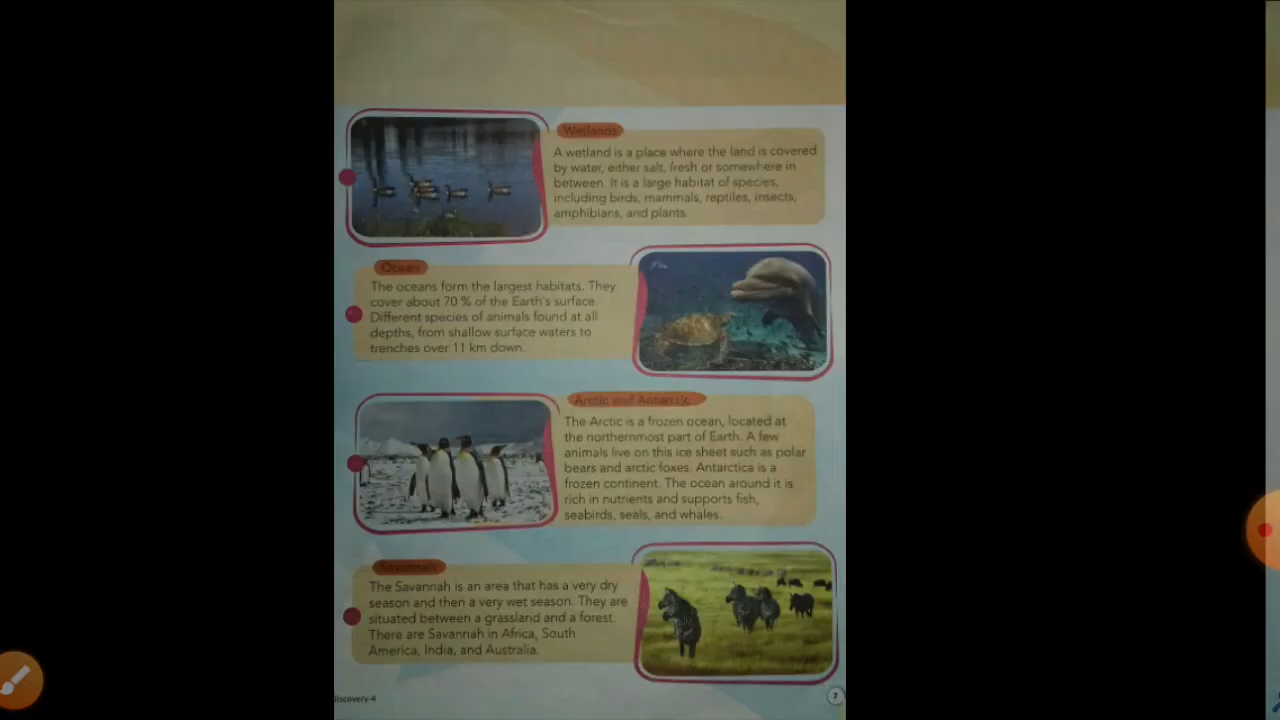 Wetlands
A wetland is a place where the land is covered
by water, either salt, fresh or somewhere in
between. It is a large habitat of species,
including birds, mammals, reptiles, insects,
amphibians, and plants.
Ocean
The oceans form the largest habitats. They
cover about 70 % of the Earth's surface.
Different species of animals found at all
depths, from shallow surface waters to
trenches over 11 km down.
Arctic and Antarctic
The Arctic is a frozen ocean, located at
the northernmost part of Earth. A few
animals live on this ice sheet such as polar
bears and arctic foxes. Antarctica is a
frozen continent. The ocean around it is
rich in nutrients and supports fish,
seabirds, seals, and whales.
Savannah
The Savannah is an area that has a very dry
season and then a very wet season. They are
situated between a grassland and a forest.
There are Savannah in Africa, South
America, India, and Australia.
iscovery-4
7